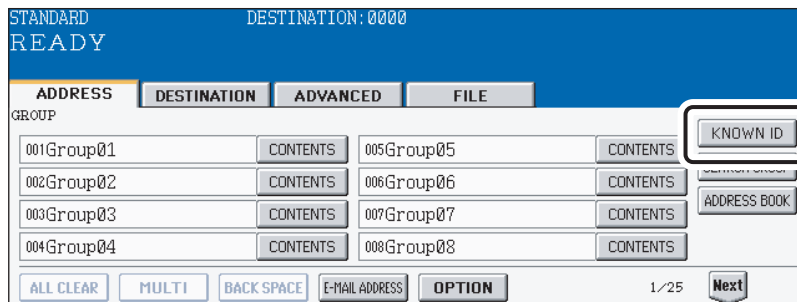 STANDARD DESTINATION:0000
READY
ADDRESS DESTINATION ADVANCED FILE
GROUP
KNOWN ID
001Group01 CONTENTS 005Group05 CONTENTS
002Group02 CONTENTS 006Group06 CONTENTS
ADDRESS BOOK
003Group03 CONTENTS 007Group07 CONTENTS
004Group04 CONTENTS 008Group08 CONTENTS
ALL CLEAR MULTI BACK SPACE E-MAIL ADDRESS OPTION 1/25 Next